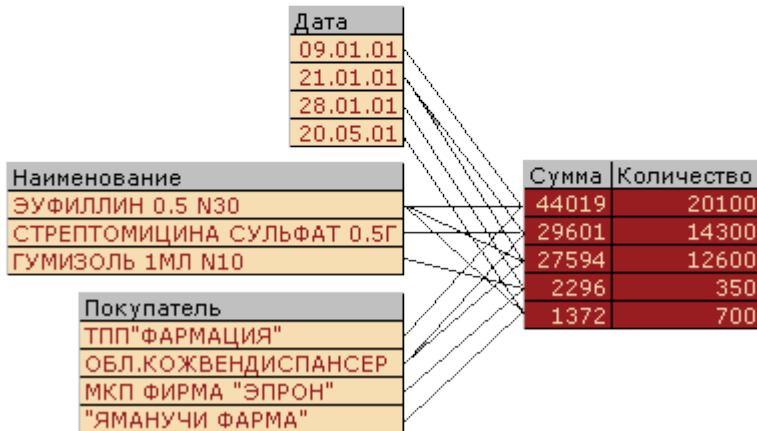 Дата
09.01.01
21.01.01
28.01.01
20.05.01
Наименование
ЭУФИЛЛИН 0.5 N30
СТРЕПТОМИЦИНА СУЛЬФАТ 0.5Г
ГУМИЗОЛЬ 1МЛ N10
Сумма Количество
44019 20100
29601 14300
27594 12600
2296 350
1372 700
Покупатель
ТПП"ФАРМАЦИЯ"
ОБЛ.КОЖВЕНДИСПАНСЕР
МКП ФИРМА "ЭПРОН"
"ЯМАНУЧИ ФАРМА"